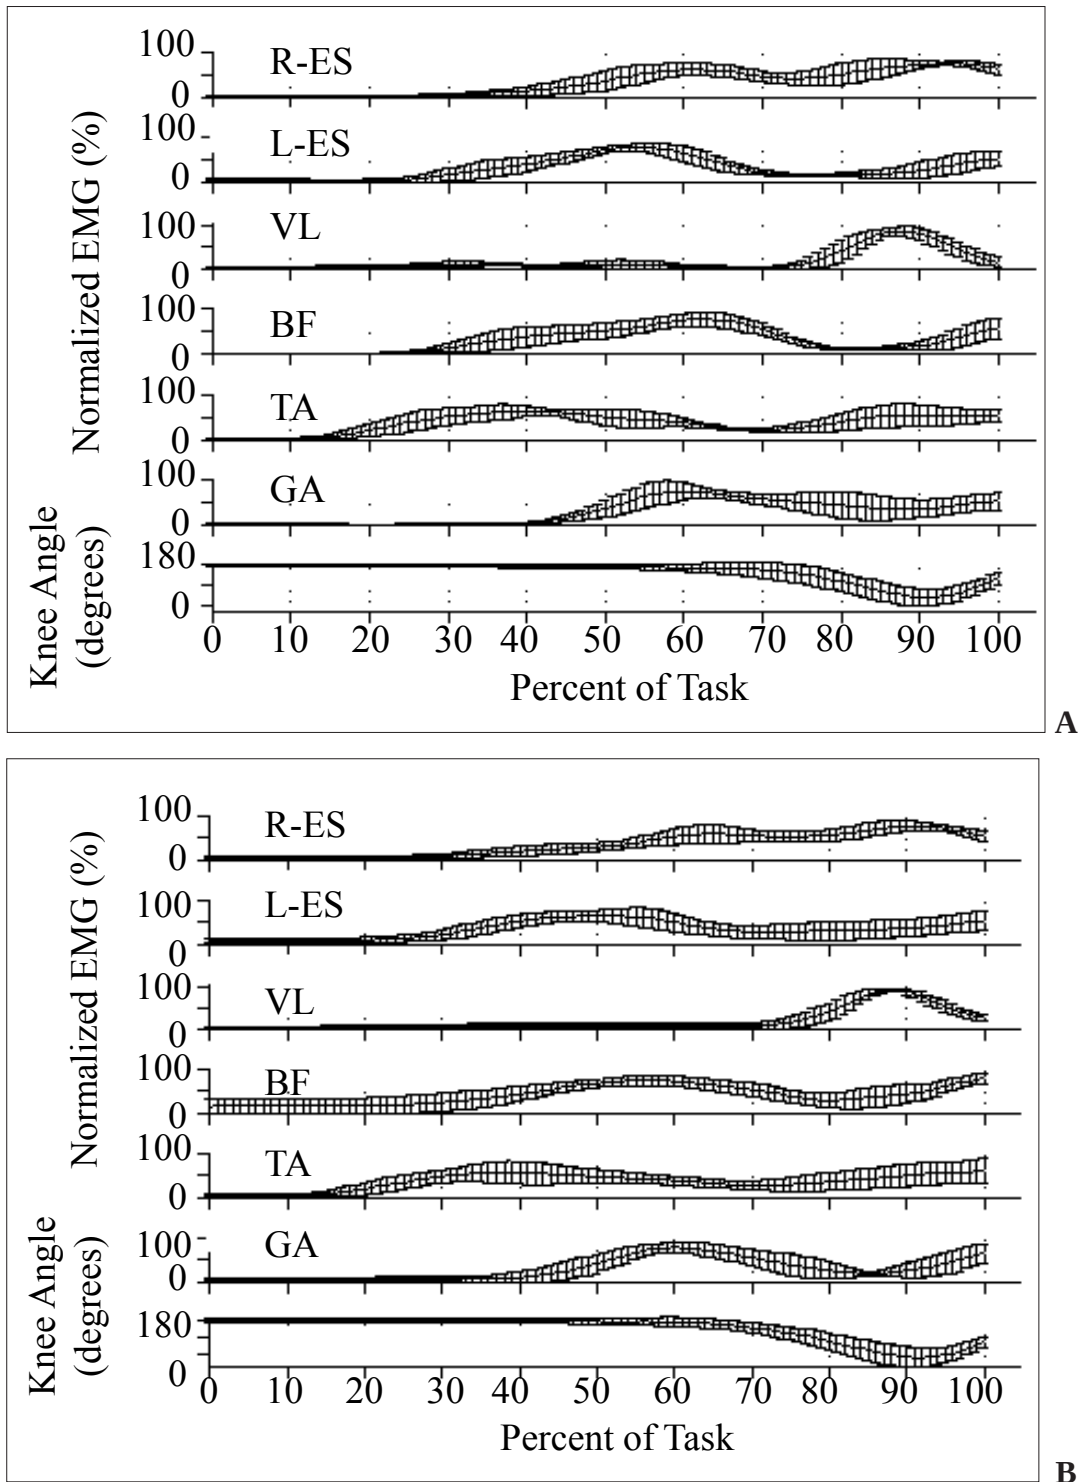 100
R-ES
0
100
L-ES
0
100
VL
0
100
BF
0
100
TA
0
100
GA
0
180
0
Normalized EMG (%)
Knee Angle
(degrees)
0 10 20 30 40 50 60 70 80 90 100
Percent of Task
A
100
R-ES
0
100
L-ES
0
100
VL
0
100
BF
0
100
TA
0
100
GA
0
180
0
Normalized EMG (%)
Knee Angle
(degrees)
0 10 20 30 40 50 60 70 80 90 100
Percent of Task
B